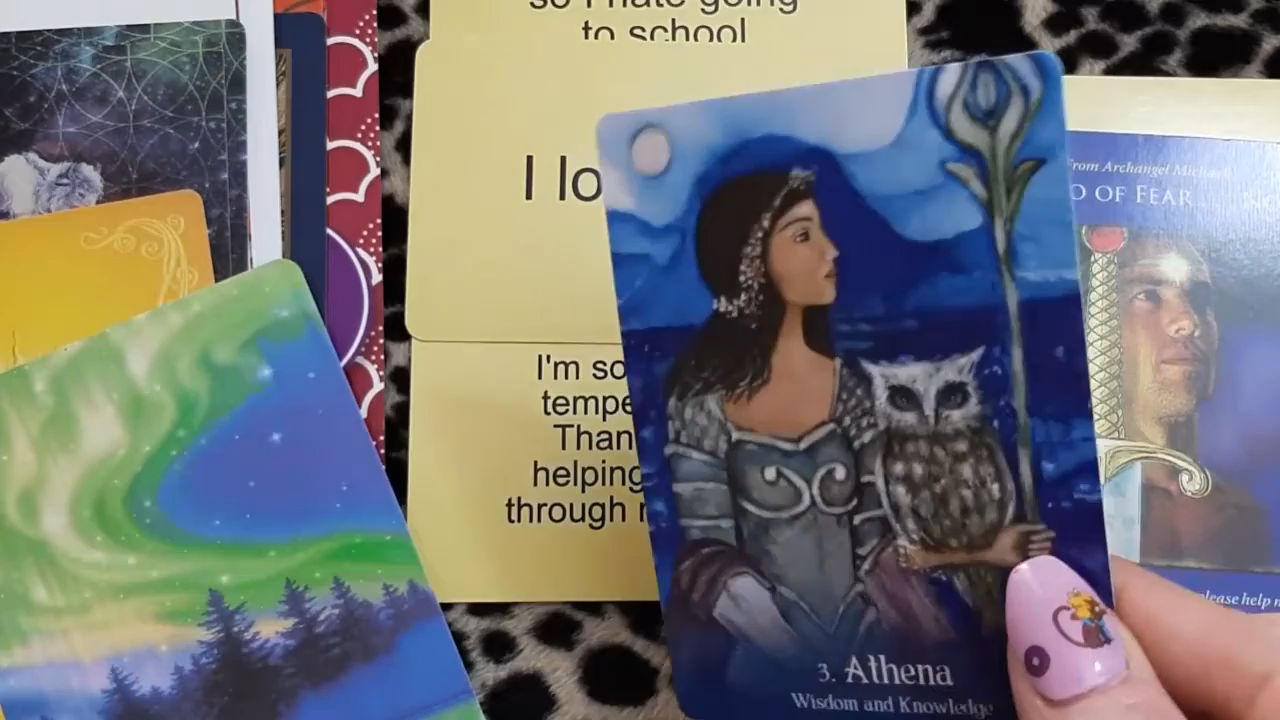 so I hate going
to school
I lo
I'm so
tempe
Than
helping
through
From Archangel Michael
O OF FEAR
please help
3. Athena
Wisdom and Knowledge